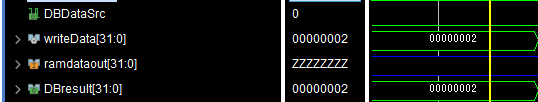 DBDataSrc 0
writeData[31:0] 00000002 00000002
ramdataout[31:0] ZZZZZZZZ
DBresult[31:0] 00000002 00000002